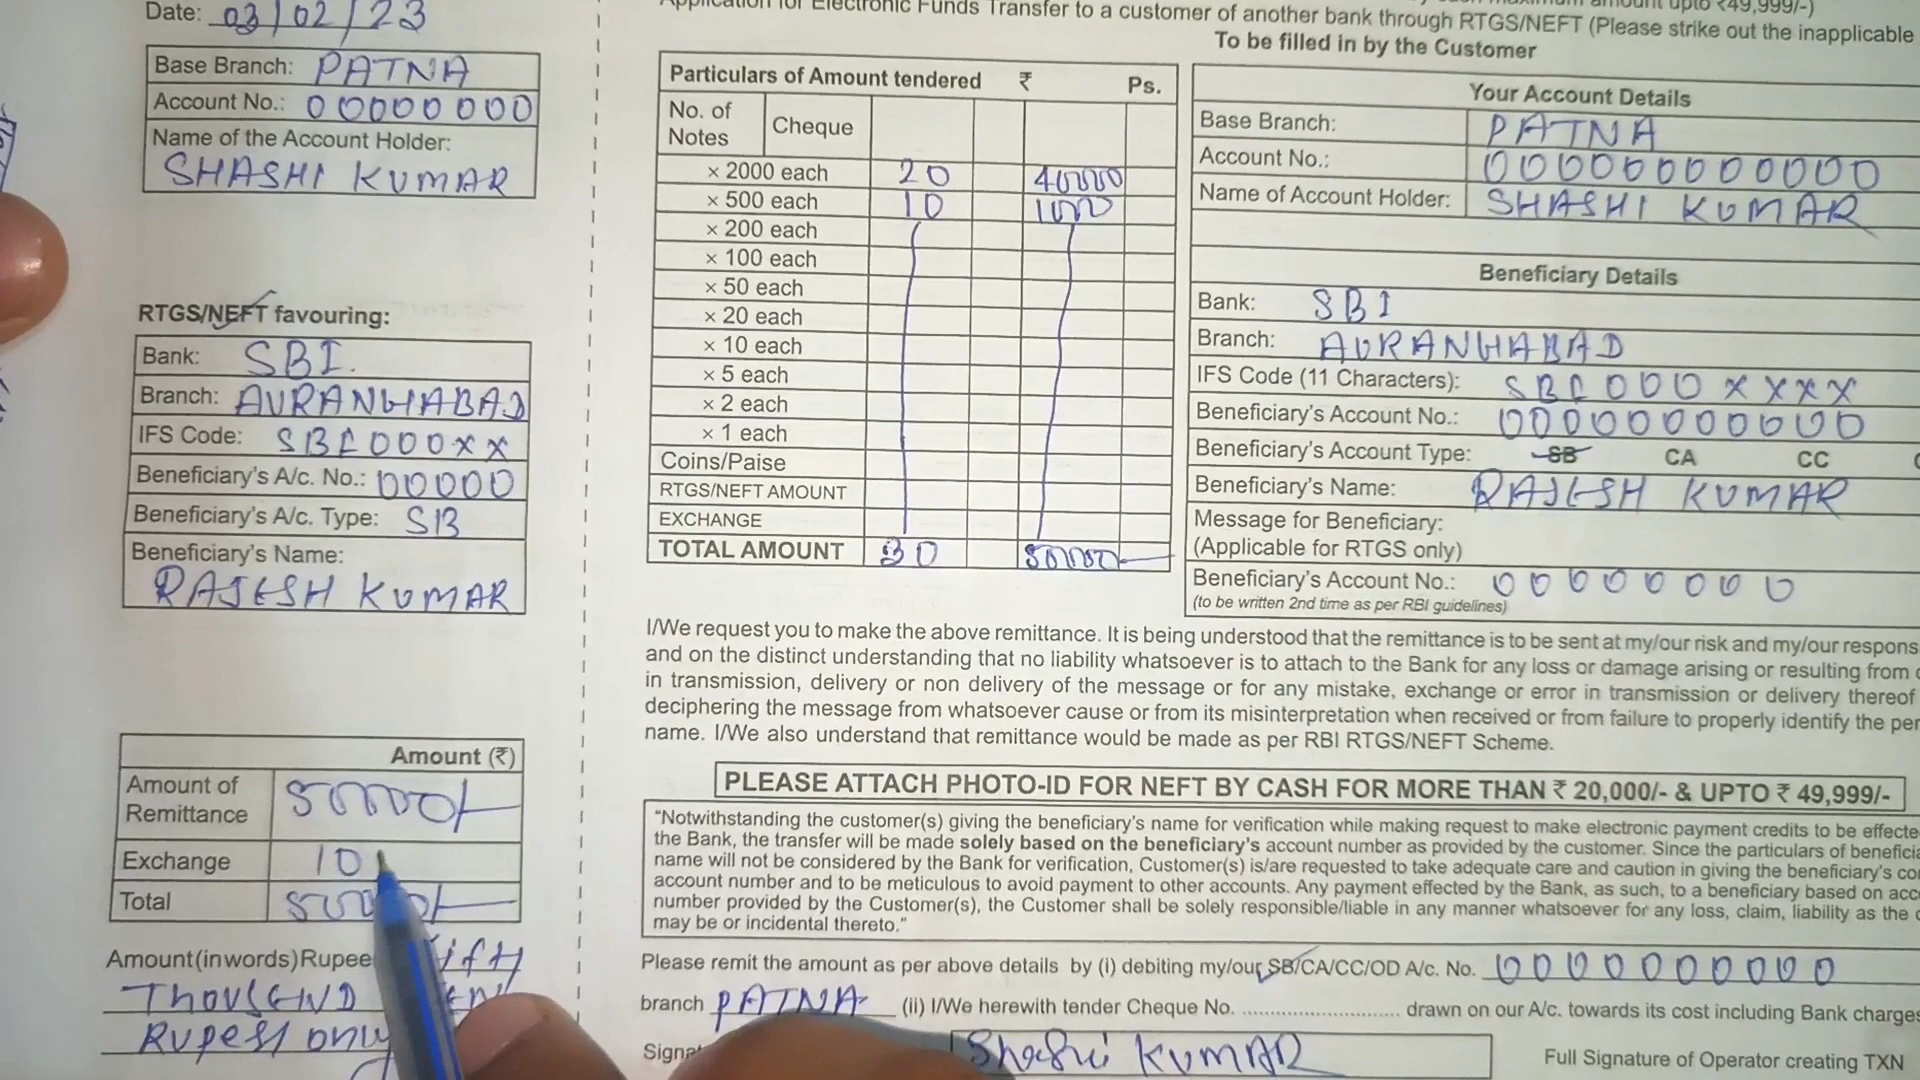 Date: 03/02/23
Base Branch: PATNA
Account No.: 00000000
Name of the Account Holder:
SHASHI KUMAR
RTGS/NEFT favouring:
Bank: SBI.
Branch: AURANGABAD
IFS Code: SBI000XX
Beneficiary's A/c. No.: 00000
Beneficiary's A/c. Type: SB
Beneficiary's Name:
RAJESH KUMAR
Amount (₹)
Amount of Remittance 50000/-
Exchange 10
Total
Amount(inwords)Rupee
THOUSEND
RUPESS only
Application for Electronic Funds Transfer to a customer of another bank through RTGS/NEFT (Please strike out the inapplicable
To be filled in by the Customer
Particulars of Amount tendered ₹ Ps.
No. of Notes Cheque
× 2000 each 20 40000
× 500 each 10
× 200 each
× 100 each
× 50 each
× 20 each
× 10 each
× 5 each
× 2 each
× 1 each
Coins/Paise
RTGS/NEFT AMOUNT
EXCHANGE
TOTAL AMOUNT 30 50000
Your Account Details
Base Branch: PATNA
Account No.: 000000000000
Name of Account Holder: SHASHI KUMAR
Beneficiary Details
Bank: SBI
Branch: AURANGABAD
IFS Code (11 Characters): SBI000XXXX
Beneficiary's Account No.: 00000000000
Beneficiary's Account Type: SB CA CC
Beneficiary's Name: RAJESH KUMAR
Message for Beneficiary:
(Applicable for RTGS only)
Beneficiary's Account No.: 00000000
(to be written 2nd time as per RBI guidelines)
I/We request you to make the above remittance. It is being understood that the remittance is to be sent at my/our risk and my/our
and on the distinct understanding that no liability whatsoever is to attach to the Bank for any loss or damage arising or resulting from
in transmission, delivery or non delivery of the message or for any mistake, exchange or error in transmission or delivery thereof
deciphering the message from whatsoever cause or from its misinterpretation when received or from failure to properly identify the
name. I/We also understand that remittance would be made as per RBI RTGS/NEFT Scheme.
PLEASE ATTACH PHOTO-ID FOR NEFT BY CASH FOR MORE THAN ₹ 20,000/- & UPTO ₹ 49,999/-
"Notwithstanding the customer(s) giving the beneficiary's name for verification while making request to make electronic payment credits to be effected
the Bank, the transfer will be made solely based on the beneficiary's account number as provided by the customer. Since the particulars of
name will not be considered by the Bank for verification, Customer(s) is/are requested to take adequate care and caution in giving the beneficiary's
account number and to be meticulous to avoid payment to other accounts. Any payment effected by the Bank, as such, to a beneficiary based on
number provided by the Customer(s), the Customer shall be solely responsible/liable in any manner whatsoever for any loss, claim, liability as the
may be or incidental thereto."
Please remit the amount as per above details by (i) debiting my/our SB/CA/CC/OD A/c. No. 0000000000
branch PATNA (ii) I/We herewith tender Cheque No. .......................... drawn on our A/c. towards its cost including Bank charges
Shashi KUMAR Full Signature of Operator creating TXN